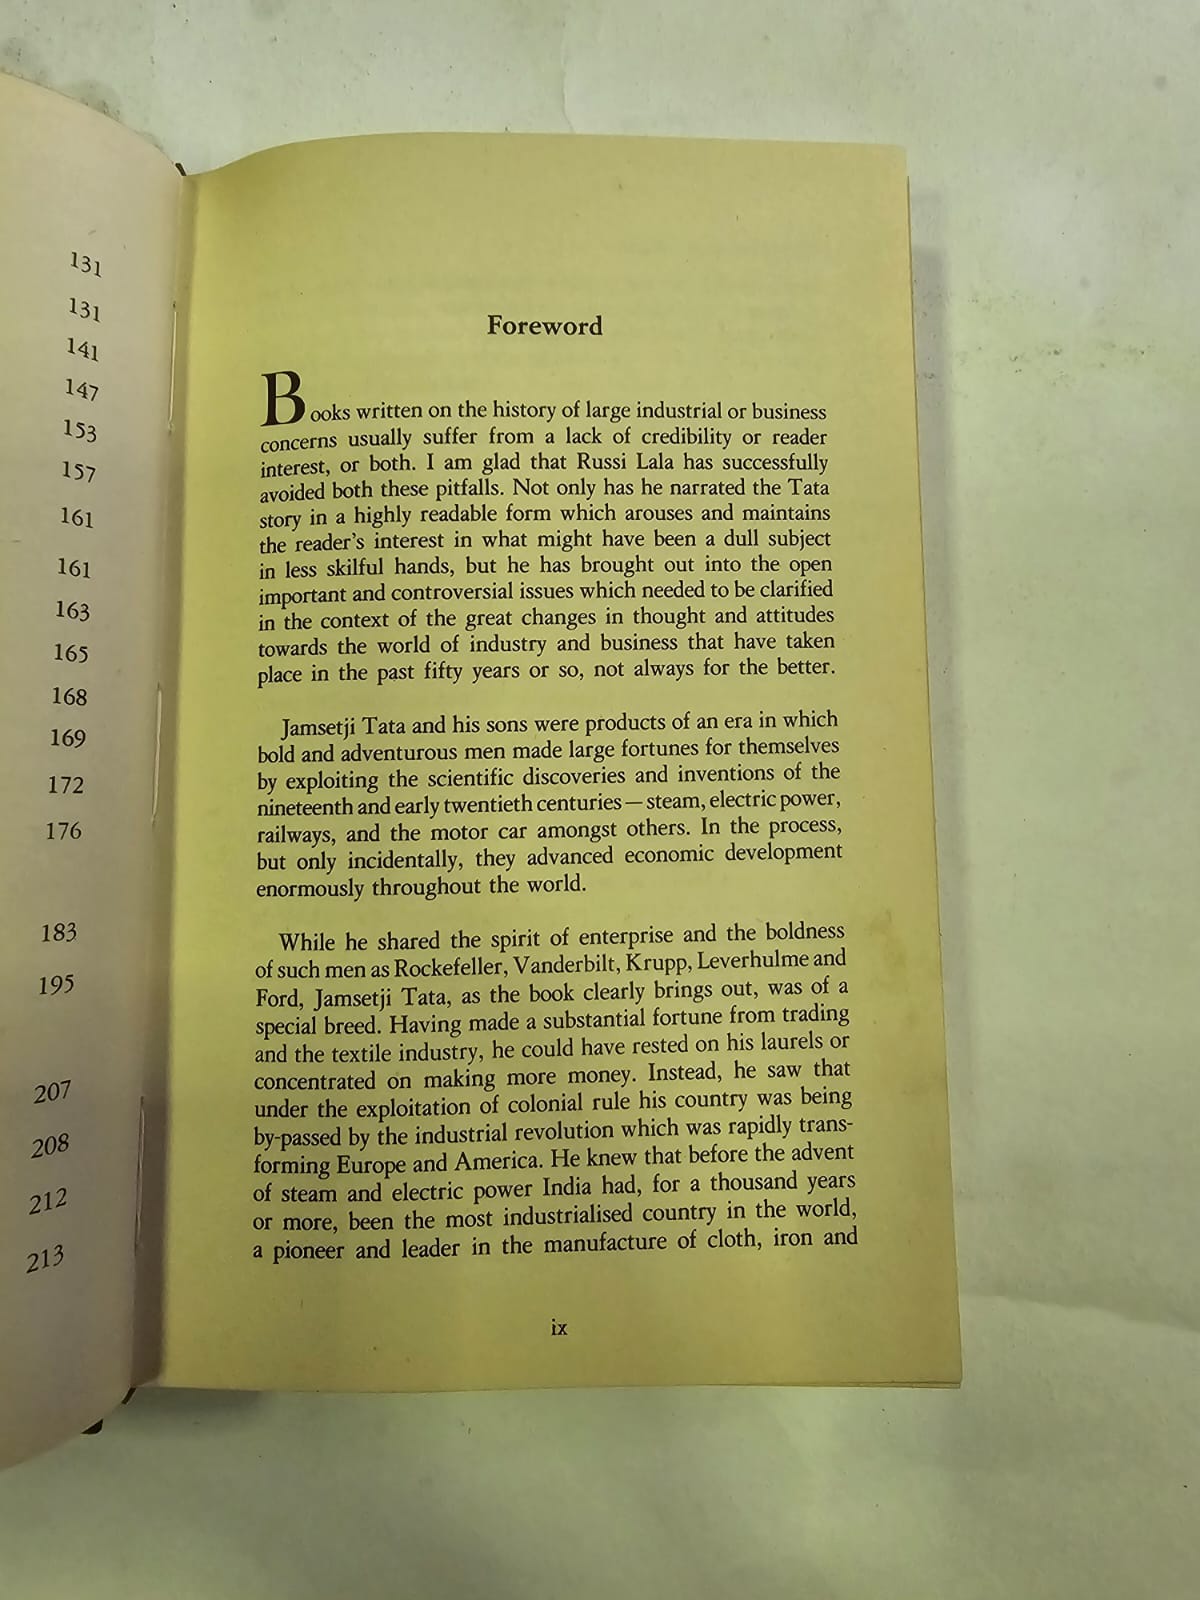 131
131
141
147
153
157
161
161
163
165
168
169
172
176
183
195
207
208
212
213
Foreword
Books written on the history of large industrial or business
concerns usually suffer from a lack of credibility or reader
interest, or both. I am glad that Russi Lala has successfully
avoided both these pitfalls. Not only has he narrated the Tata
story in a highly readable form which arouses and maintains
the reader's interest in what might have been a dull subject
in less skilful hands, but he has brought out into the open
important and controversial issues which needed to be clarified
in the context of the great changes in thought and attitudes
towards the world of industry and business that have taken
place in the past fifty years or so, not always for the better.
Jamsetji Tata and his sons were products of an era in which
bold and adventurous men made large fortunes for themselves
by exploiting the scientific discoveries and inventions of the
nineteenth and early twentieth centuries—steam, electric power,
railways, and the motor car amongst others. In the process,
but only incidentally, they advanced economic development
enormously throughout the world.
While he shared the spirit of enterprise and the boldness
of such men as Rockefeller, Vanderbilt, Krupp, Leverhulme and
Ford, Jamsetji Tata, as the book clearly brings out, was of a
special breed. Having made a substantial fortune from trading
and the textile industry, he could have rested on his laurels or
concentrated on making more money. Instead, he saw that
under the exploitation of colonial rule his country was being
by-passed by the industrial revolution which was rapidly trans-
forming Europe and America. He knew that before the advent
of steam and electric power India had, for a thousand years
or more, been the most industrialised country in the world,
a pioneer and leader in the manufacture of cloth, iron and
ix